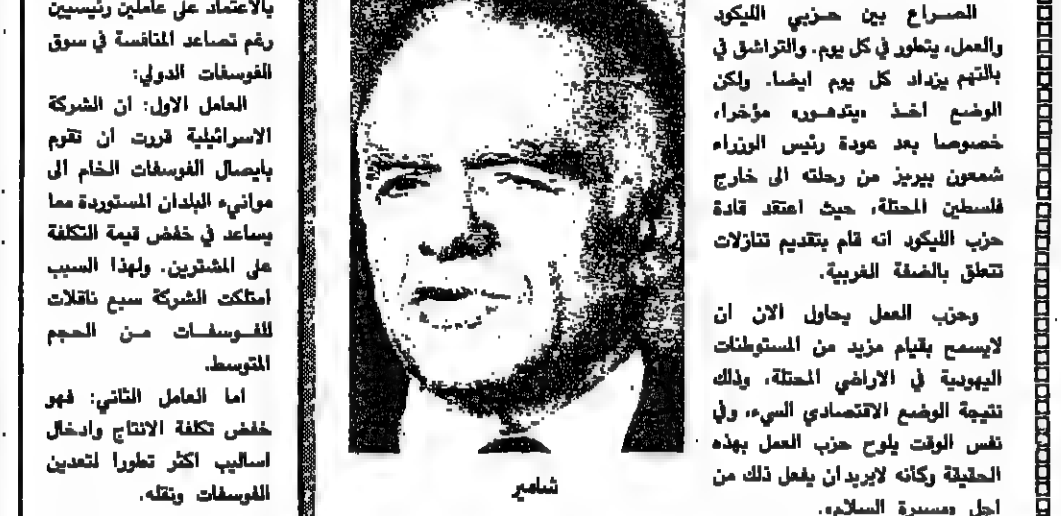 الصراع بين حزبي الليكود
والعمل، يتطور في كل يوم. والتراشق في
بالتهم يزداد كل يوم ايضا. ولكن
الوضع اخذ «يتدهور» مؤخرا،
خصوصا بعد عودة رئيس الوزراء
شمعون بيريز من رحلته الى خارج
فلسطين المحتلة، حيث اعتقد قادة
حزب الليكود انه قام بتقديم تنازلات
تتعلق بالضفة الغربية.
وحزب العمل يحاول الان ان
لايسمح بقيام مزيد من المستوطنات
اليهودية في الاراضي المحتلة، وذلك
نتيجة الوضع الاقتصادي السيء، وفي
نفس الوقت يلوح حزب العمل بهذه
الحقيقة وكأنه لايريد ان يفعل ذلك من
اجل «مسيرة السلام».
شامير
بالاعتماد على عاملين رئيسيين
رغم تصاعد المنافسة في سوق
الفوسفات الدولي:
العامل الاول: ان الشركة
الاسرائيلية قررت ان تقوم
بايصال الفوسفات الخام الى
موانيء البلدان المستوردة مما
يساعد في خفض قيمة التكلفة
على المشترين. ولهذا السبب
امتلكت الشركة سبع ناقلات
للفوسفات من الحجم
المتوسط.
اما العامل الثاني: فهو
خفض تكلفة الانتاج وادخال
اساليب اكثر تطورا لتعدين
الفوسفات ونقله.